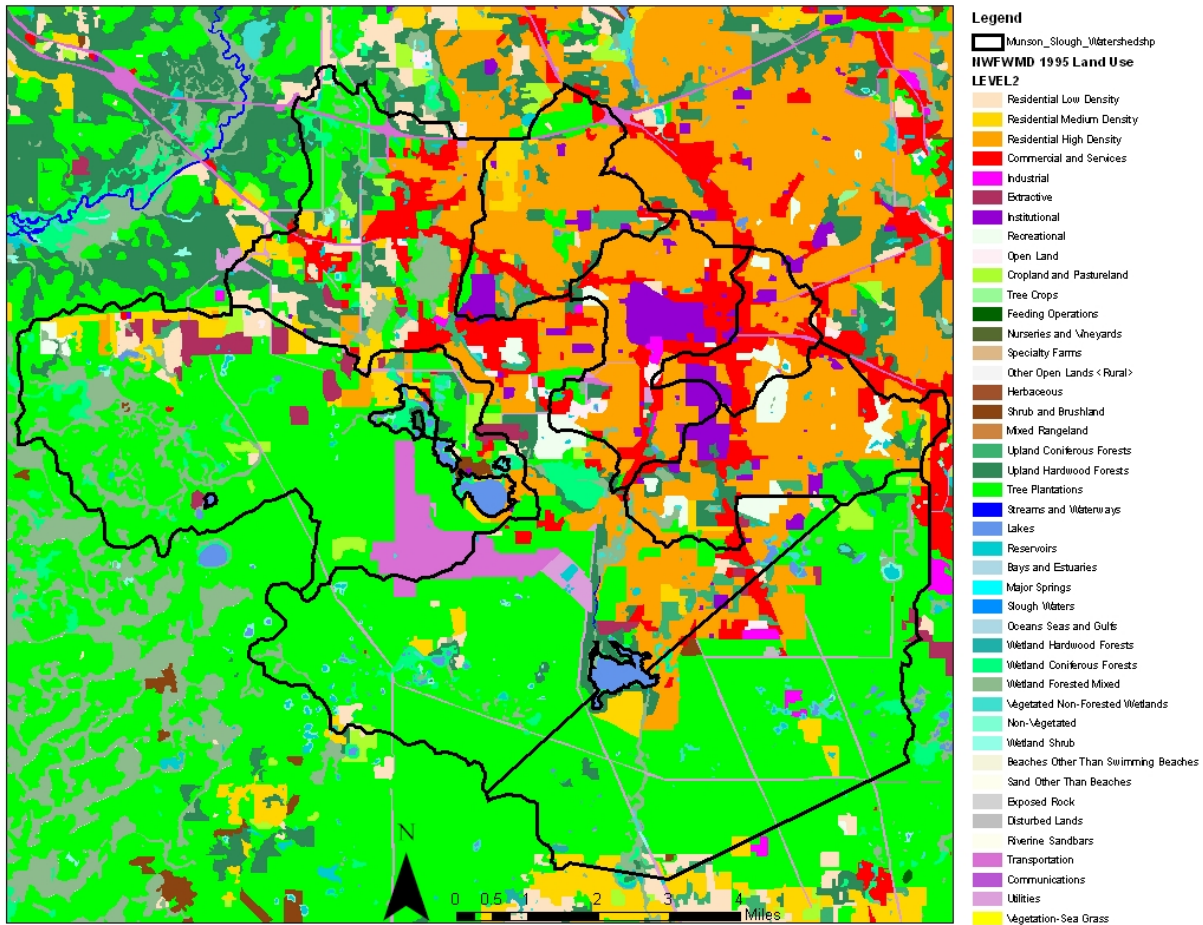 Legend
Munson_Slough_Watershedshp
NWFWMD 1995 Land Use
LEVEL2
Residential Low Density
Residential Medium Density
Residential High Density
Commercial and Services
Industrial
Extractive
Institutional
Recreational
Open Land
Cropland and Pastureland
Tree Crops
Feeding Operations
Nurseries and Vineyards
Specialty Farms
Other Open Lands <Rural>
Herbaceous
Shrub and Brushland
Mixed Rangeland
Upland Coniferous Forests
Upland Hardwood Forests
Tree Plantations
Streams and Waterways
Lakes
Reservoirs
Bays and Estuaries
Major Springs
Slough Waters
Oceans Seas and Gulfs
Wetland Hardwood Forests
Wetland Coniferous Forests
Wetland Forested Mixed
Vegetated Non-Forested Wetlands
Non-Vegetated
Wetland Shrub
Beaches Other Than Swimming Beaches
Sand Other Than Beaches
Exposed Rock
Disturbed Lands
Riverine Sandbars
Transportation
Communications
Utilities
Vegetation-Sea Grass
N
0 0.5 1 2 3 4
Miles